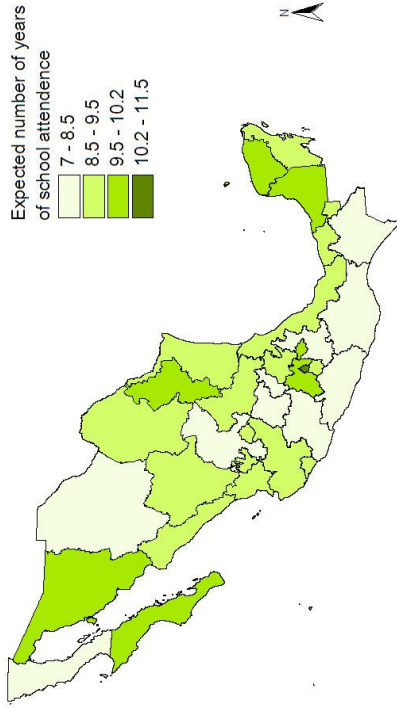 Expected number of years
of school attendence
7 - 8.5
8.5 - 9.5
9.5 - 10.2
10.2 - 11.5
N